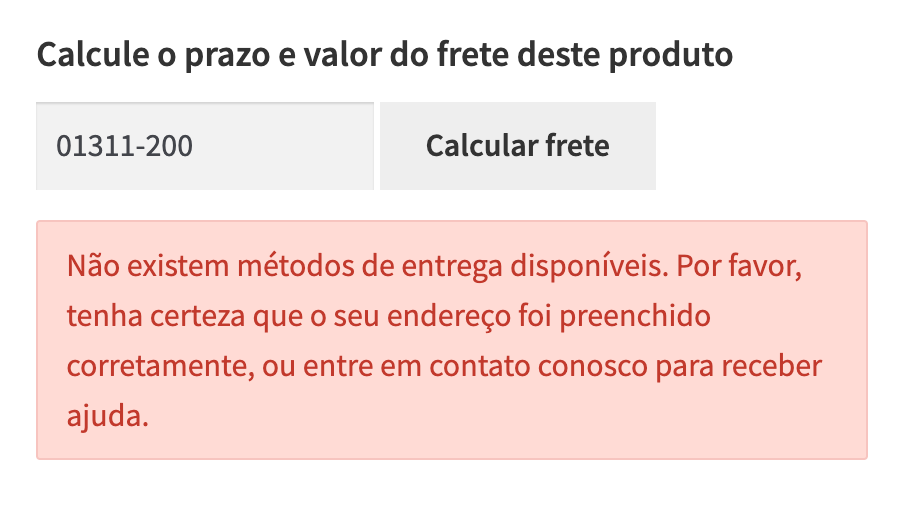 Calcule o prazo e valor do frete deste produto
01311-200
Calcular frete
Não existem métodos de entrega disponíveis. Por favor,
tenha certeza que o seu endereço foi preenchido
corretamente, ou entre em contato conosco para receber
ajuda.